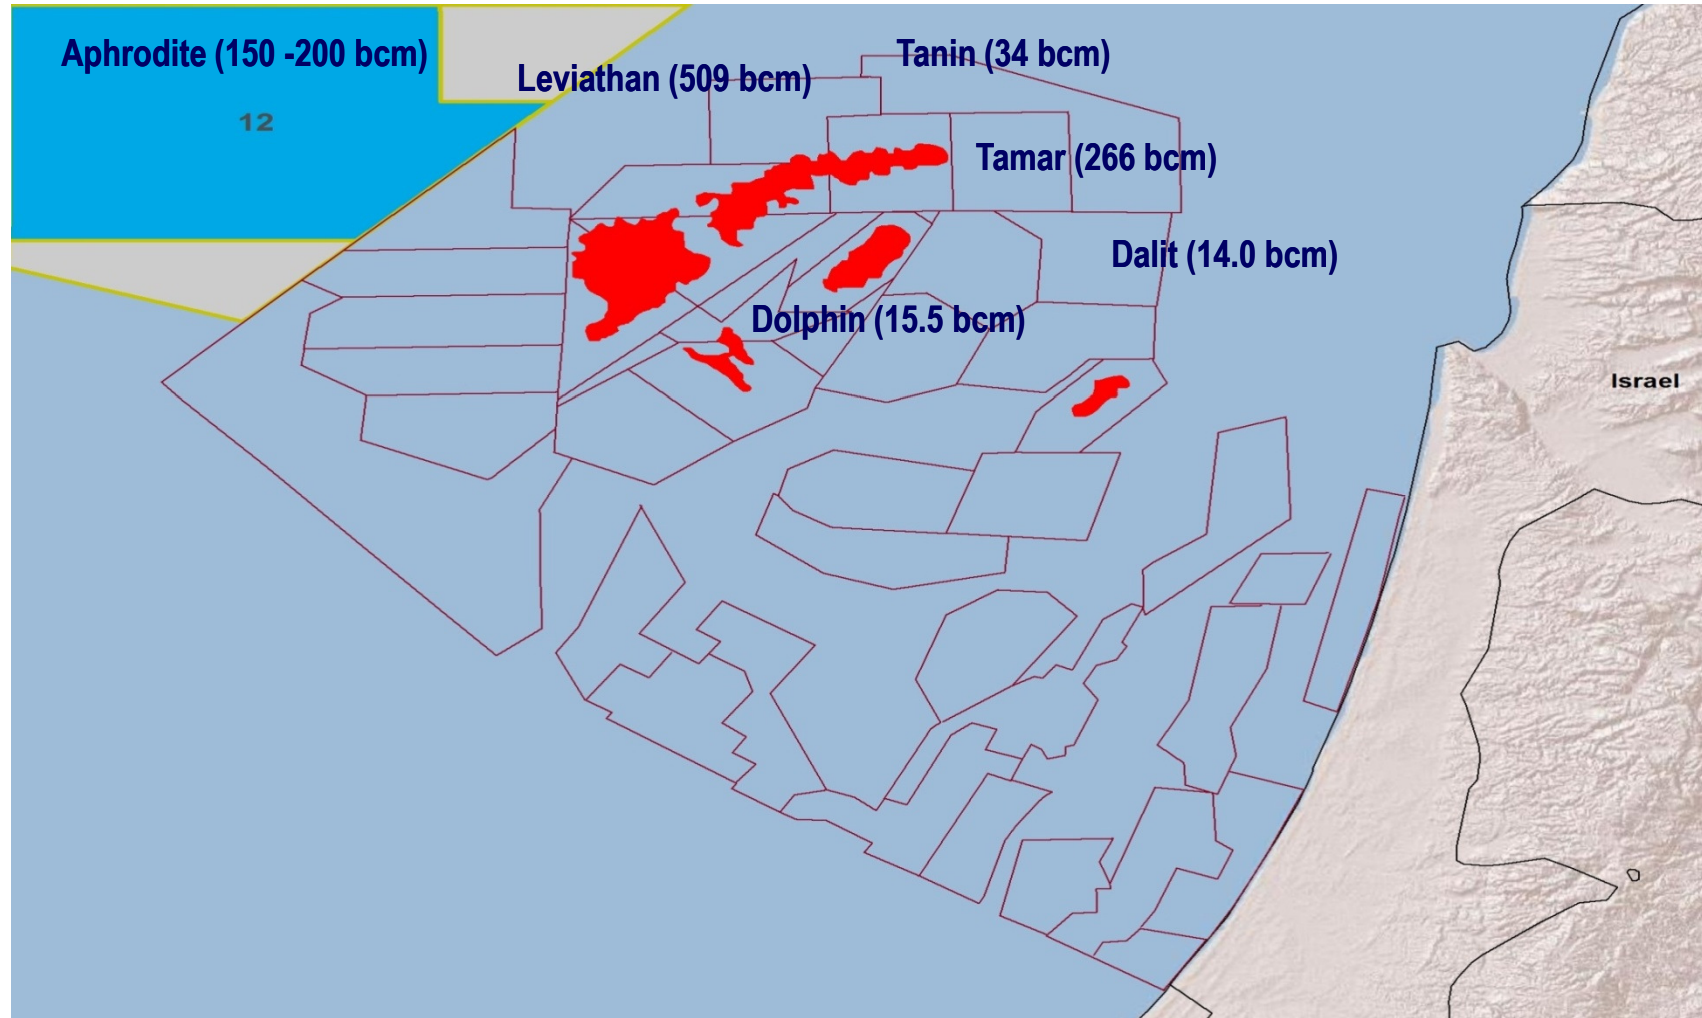 Aphrodite (150 -200 bcm)
Tanin (34 bcm)
Leviathan (509 bcm)
12
Tamar (266 bcm)
Dalit (14.0 bcm)
Dolphin (15.5 bcm)
Israel